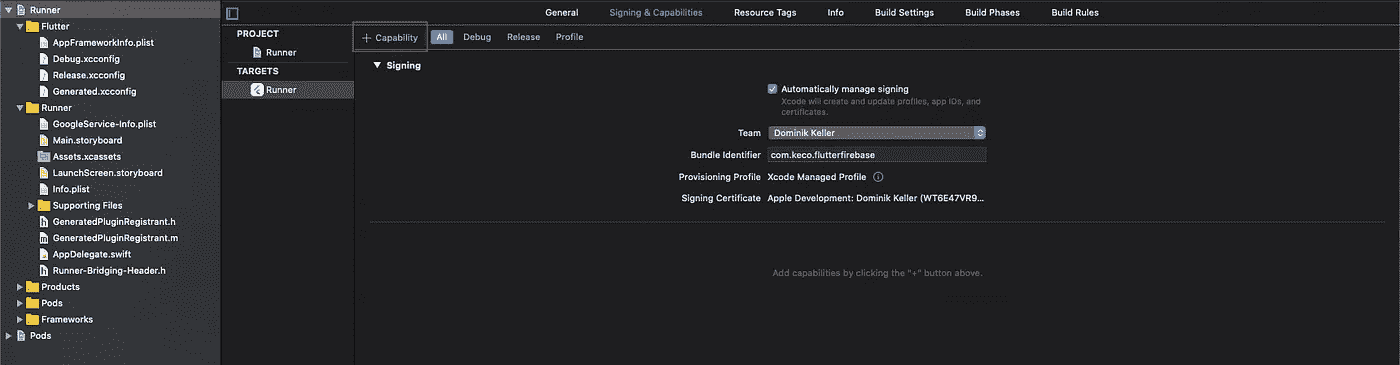 Runner
Flutter
AppFrameworkInfo.plist
Debug.xcconfig
Release.xcconfig
Generated.xcconfig
Runner
GoogleService-Info.plist
Main.storyboard
Assets.xcassets
LaunchScreen.storyboard
Info.plist
Supporting Files
h GeneratedPluginRegistrant.h
m GeneratedPluginRegistrant.m
AppDelegate.swift
h Runner-Bridging-Header.h
Products
Pods
Frameworks
Pods
General Signing & Capabilities Resource Tags Info Build Settings Build Phases Build Rules
PROJECT
Runner
TARGETS
Runner
+ Capability All Debug Release Profile
Signing
Automatically manage signing
Xcode will create and update profiles, app IDs, and
certificates.
Team Dominik Keller
Bundle Identifier com.keco.flutterfirebase
Provisioning Profile Xcode Managed Profile
Signing Certificate Apple Development: Dominik Keller (WT6E47VR9...
Add capabilities by clicking the "+" button above.